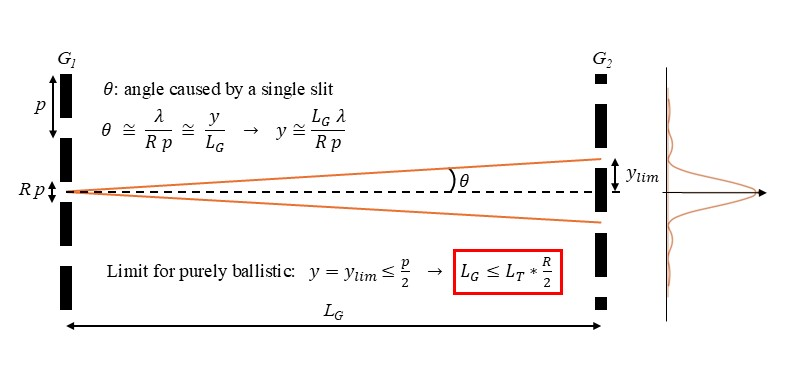 G₁
G₂
p
θ: angle caused by a single slit
θ ≅ λ / R p ≅ y / L_G → y ≅ L_G λ / R p
R p
θ
y_lim
Limit for purely ballistic: y = y_lim ≤ p/2 → L_G ≤ L_T * R/2
L_G